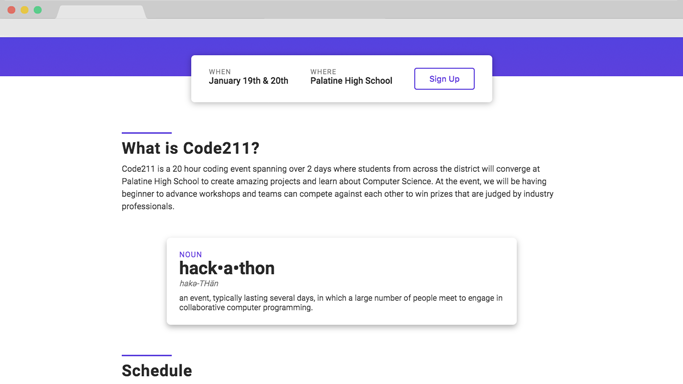 WHEN
January 19th & 20th
WHERE
Palatine High School
Sign Up
What is Code211?
Code211 is a 20 hour coding event spanning over 2 days where students from across the district will converge at
Palatine High School to create amazing projects and learn about Computer Science. At the event, we will be having
beginner to advance workshops and teams can compete against each other to win prizes that are judged by industry
professionals.
NOUN
hack•a•thon
hakə-THän
an event, typically lasting several days, in which a large number of people meet to engage in
collaborative computer programming.
Schedule